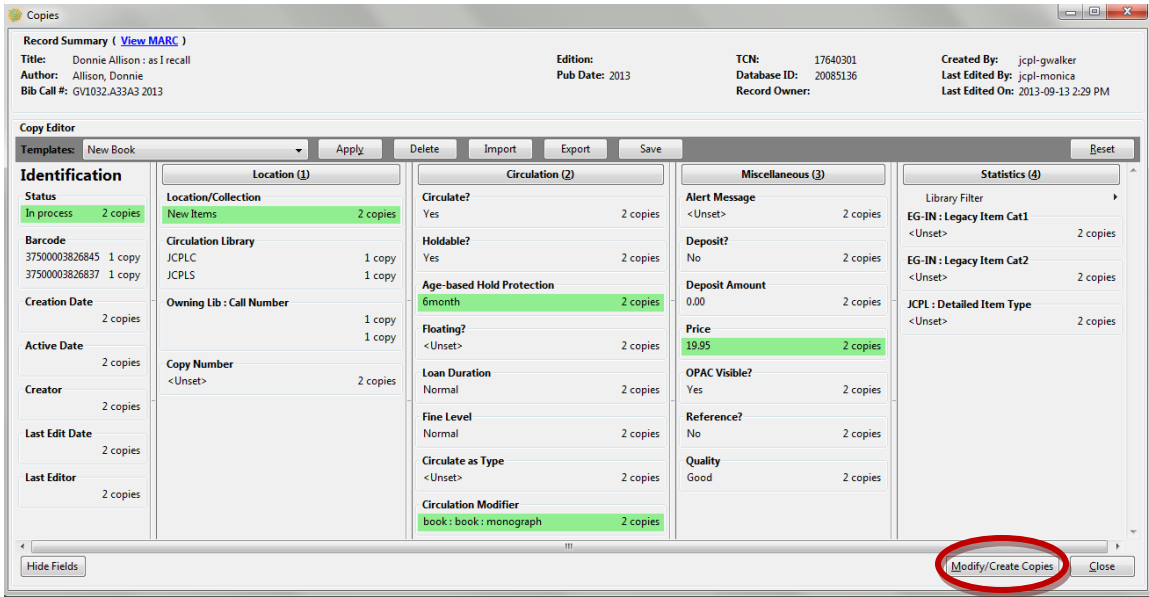 Copies
Record Summary ( View MARC )
Title: Donnie Allison : as I recall Edition: TCN: 17640301 Created By: jcpl-gwalker
Author: Allison, Donnie Pub Date: 2013 Database ID: 20085136 Last Edited By: jcpl-monica
Bib Call #: GV1032.A33A3 2013 Record Owner: Last Edited On: 2013-09-13 2:29 PM
Copy Editor
Templates: New Book Apply Delete Import Export Save Reset
Identification
Status
In process 2 copies
Barcode
37500003826845 1 copy
37500003826837 1 copy
Creation Date
2 copies
Active Date
2 copies
Creator
2 copies
Last Edit Date
2 copies
Last Editor
2 copies
Location (1)
Location/Collection
New Items 2 copies
Circulation Library
JCPLC 1 copy
JCPLS 1 copy
Owning Lib : Call Number
1 copy
1 copy
Copy Number
<Unset> 2 copies
Circulation (2)
Circulate?
Yes 2 copies
Holdable?
Yes 2 copies
Age-based Hold Protection
6month 2 copies
Floating?
<Unset> 2 copies
Loan Duration
Normal 2 copies
Fine Level
Normal 2 copies
Circulate as Type
<Unset> 2 copies
Circulation Modifier
book : book : monograph 2 copies
Miscellaneous (3)
Alert Message
<Unset> 2 copies
Deposit?
No 2 copies
Deposit Amount
0.00 2 copies
Price
19.95 2 copies
OPAC Visible?
Yes 2 copies
Reference?
No 2 copies
Quality
Good 2 copies
Statistics (4)
Library Filter
EG-IN : Legacy Item Cat1
<Unset> 2 copies
EG-IN : Legacy Item Cat2
<Unset> 2 copies
JCPL : Detailed Item Type
<Unset> 2 copies
Hide Fields Modify/Create Copies Close